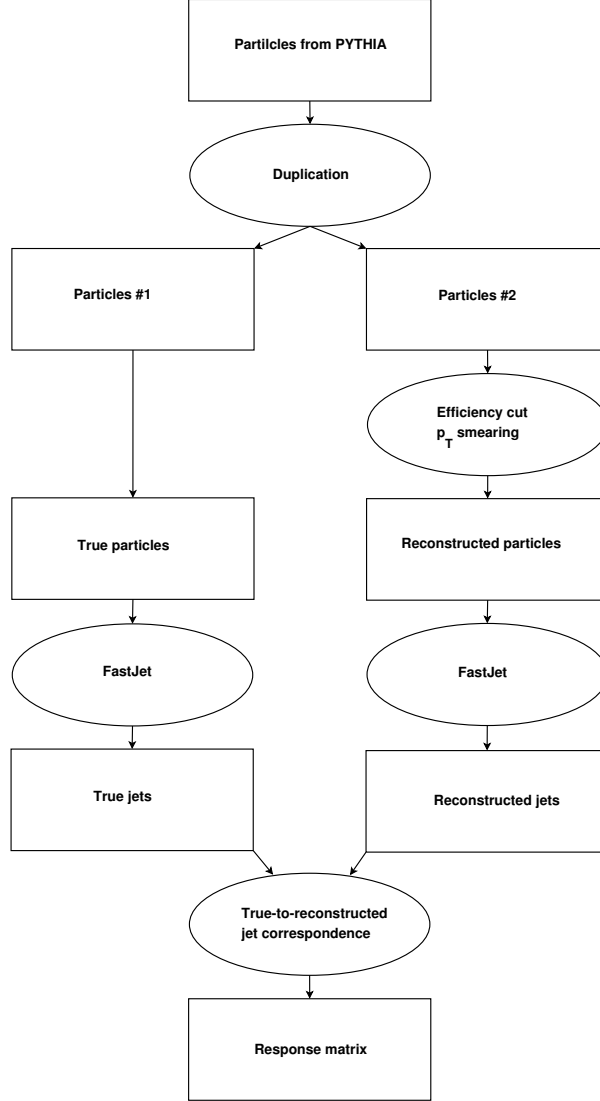 Partilcles from PYTHIA
Duplication
Particles #1
Particles #2
Efficiency cut
p_T smearing
True particles
Reconstructed particles
FastJet
FastJet
True jets
Reconstructed jets
True-to-reconstructed
jet correspondence
Response matrix